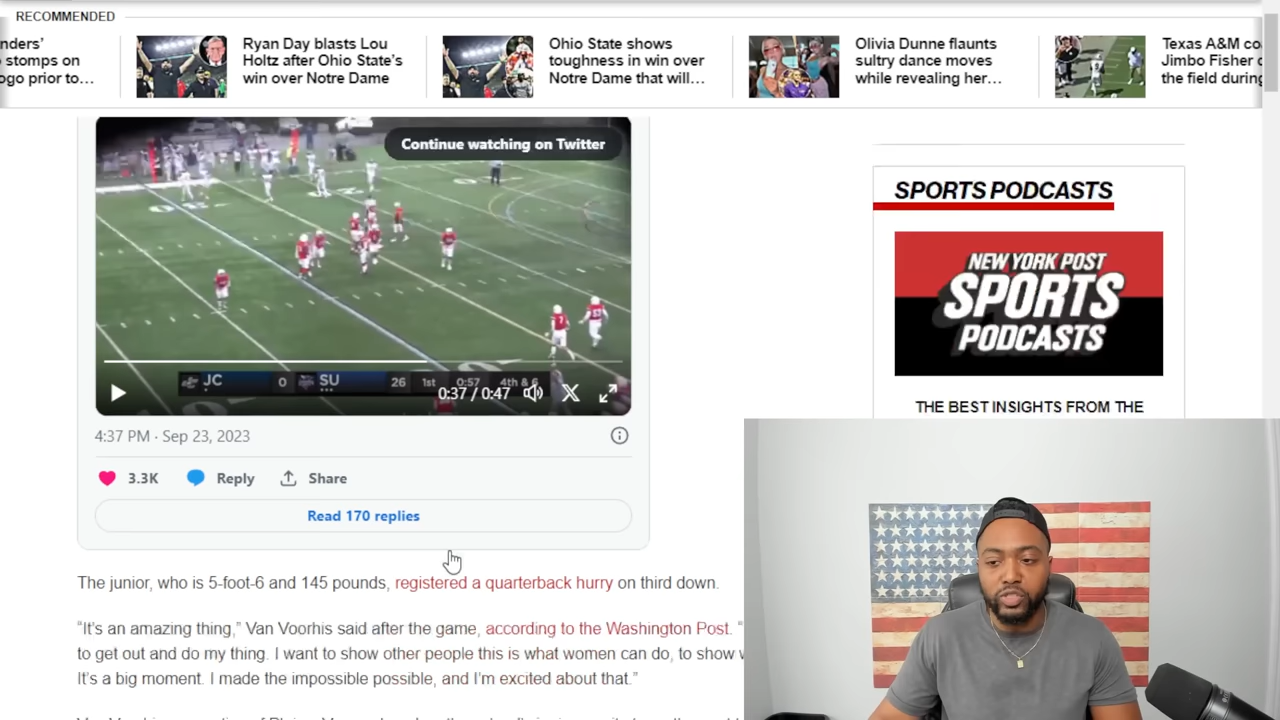 RECOMMENDED
nders'
stomps on
ogo prior to...
Ryan Day blasts Lou
Holtz after Ohio State's
win over Notre Dame
Ohio State shows
toughness in win over
Notre Dame that will...
Olivia Dunne flaunts
sultry dance moves
while revealing her...
Texas A&M co
Jimbo Fisher
the field during
Continue watching on Twitter
JC 0 SU 26 1st 0:57 4th &
0:37 / 0:47
4:37 PM · Sep 23, 2023
3.3K Reply Share
Read 170 replies
The junior, who is 5-foot-6 and 145 pounds, registered a quarterback hurry on third down.
“It’s an amazing thing,” Van Voorhis said after the game, according to the Washington Post. “
to get out and do my thing. I want to show other people this is what women can do, to show w
It’s a big moment. I made the impossible possible, and I’m excited about that.”
SPORTS PODCASTS
NEW YORK POST
SPORTS
PODCASTS
THE BEST INSIGHTS FROM THE